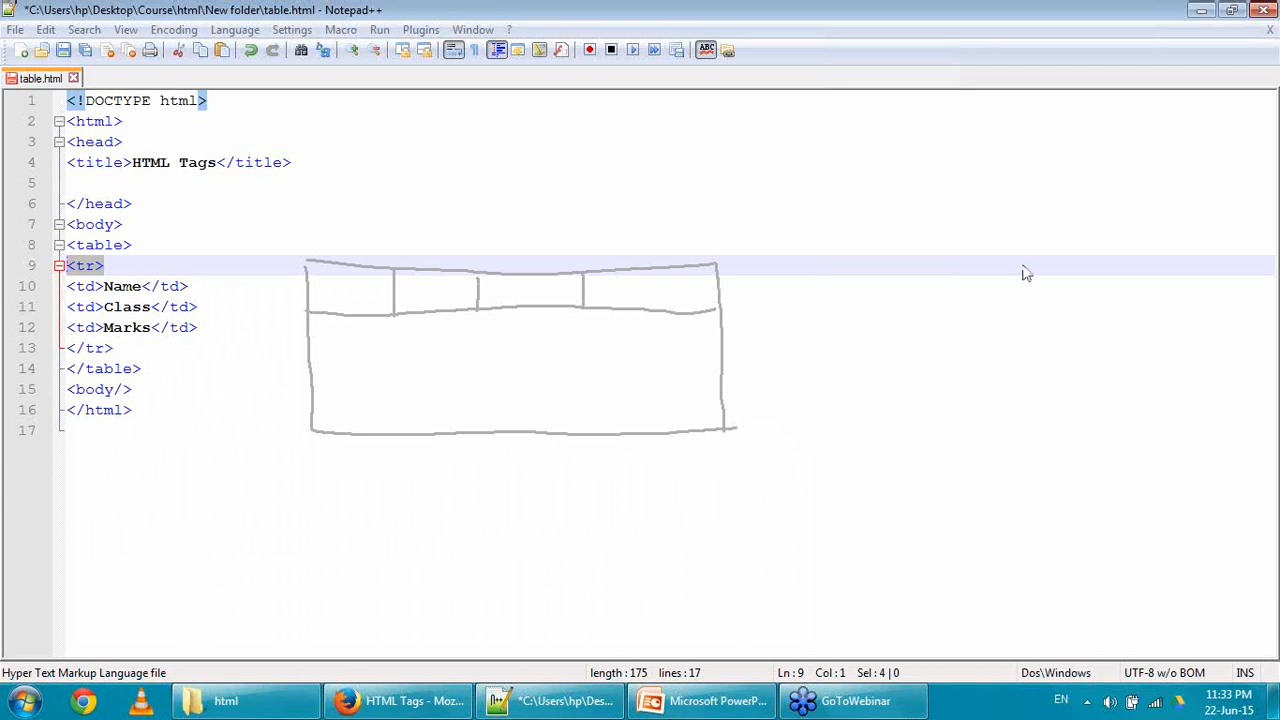 *C:\Users\hp\Desktop\Course\html\New folder\table.html - Notepad++
File Edit Search View Encoding Language Settings Macro Run Plugins Window ? X
ABC
table.html
1 <!DOCTYPE html>
2 <html>
3 <head>
4 <title>HTML Tags</title>
5
6 </head>
7 <body>
8 <table>
9 <tr>
10 <td>Name</td>
11 <td>Class</td>
12 <td>Marks</td>
13 </tr>
14 </table>
15 <body/>
16 </html>
17
Hyper Text Markup Language file length : 175 lines : 17 Ln : 9 Col : 1 Sel : 4 | 0 Dos\Windows UTF-8 w/o BOM INS
html HTML Tags - Moz... *C:\Users\hp\Des... Microsoft PowerP... GoToWebinar EN 11:33 PM
22-Jun-15